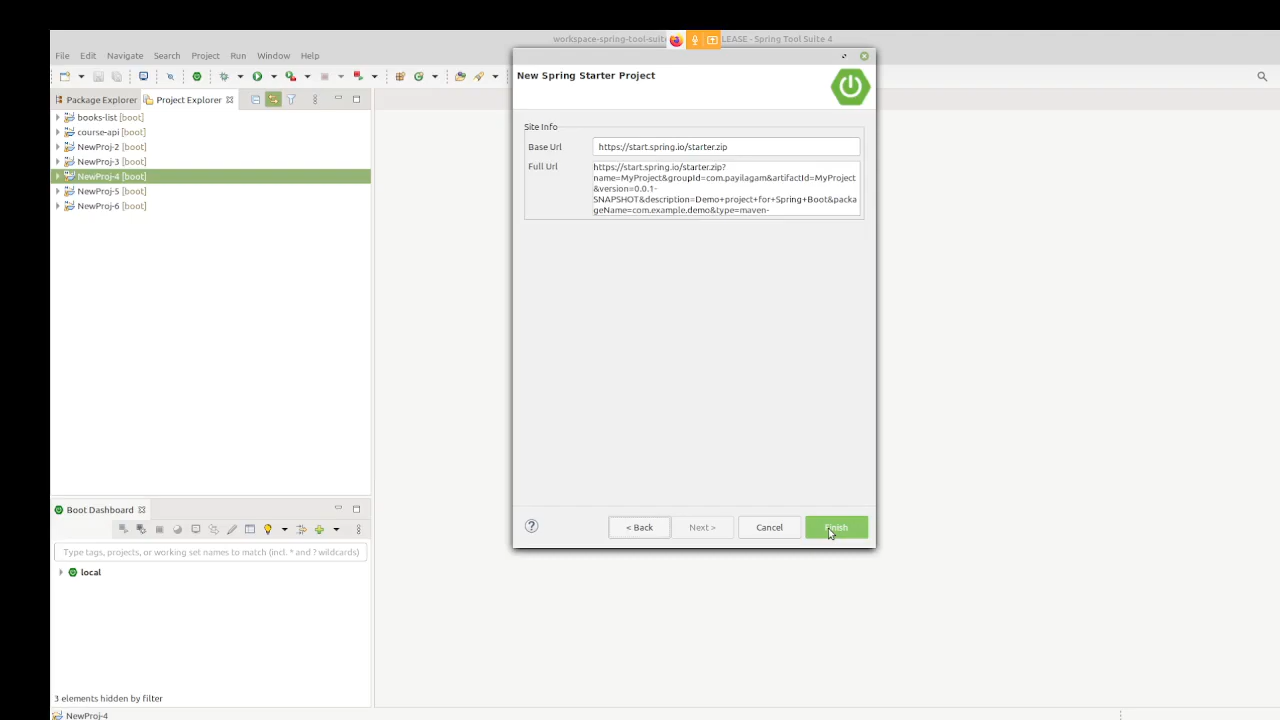 workspace-spring-tool-suite
LEASE - Spring Tool Suite 4
File Edit Navigate Search Project Run Window Help
Package Explorer Project Explorer
books-list [boot]
course-api [boot]
NewProj-2 [boot]
NewProj-3 [boot]
NewProj-4 [boot]
NewProj-5 [boot]
NewProj-6 [boot]
New Spring Starter Project
Site Info
Base Url https://start.spring.io/starter.zip
Full Url https://start.spring.io/starter.zip?
name=MyProject&groupId=com.payilagam&artifactId=MyProject
&version=0.0.1-
SNAPSHOT&description=Demo+project+for+Spring+Boot&packa
geName=com.example.demo&type=maven-
< Back Next > Cancel Finish
Boot Dashboard
Type tags, projects, or working set names to match (incl. * and ? wildcards)
local
3 elements hidden by filter
NewProj-4